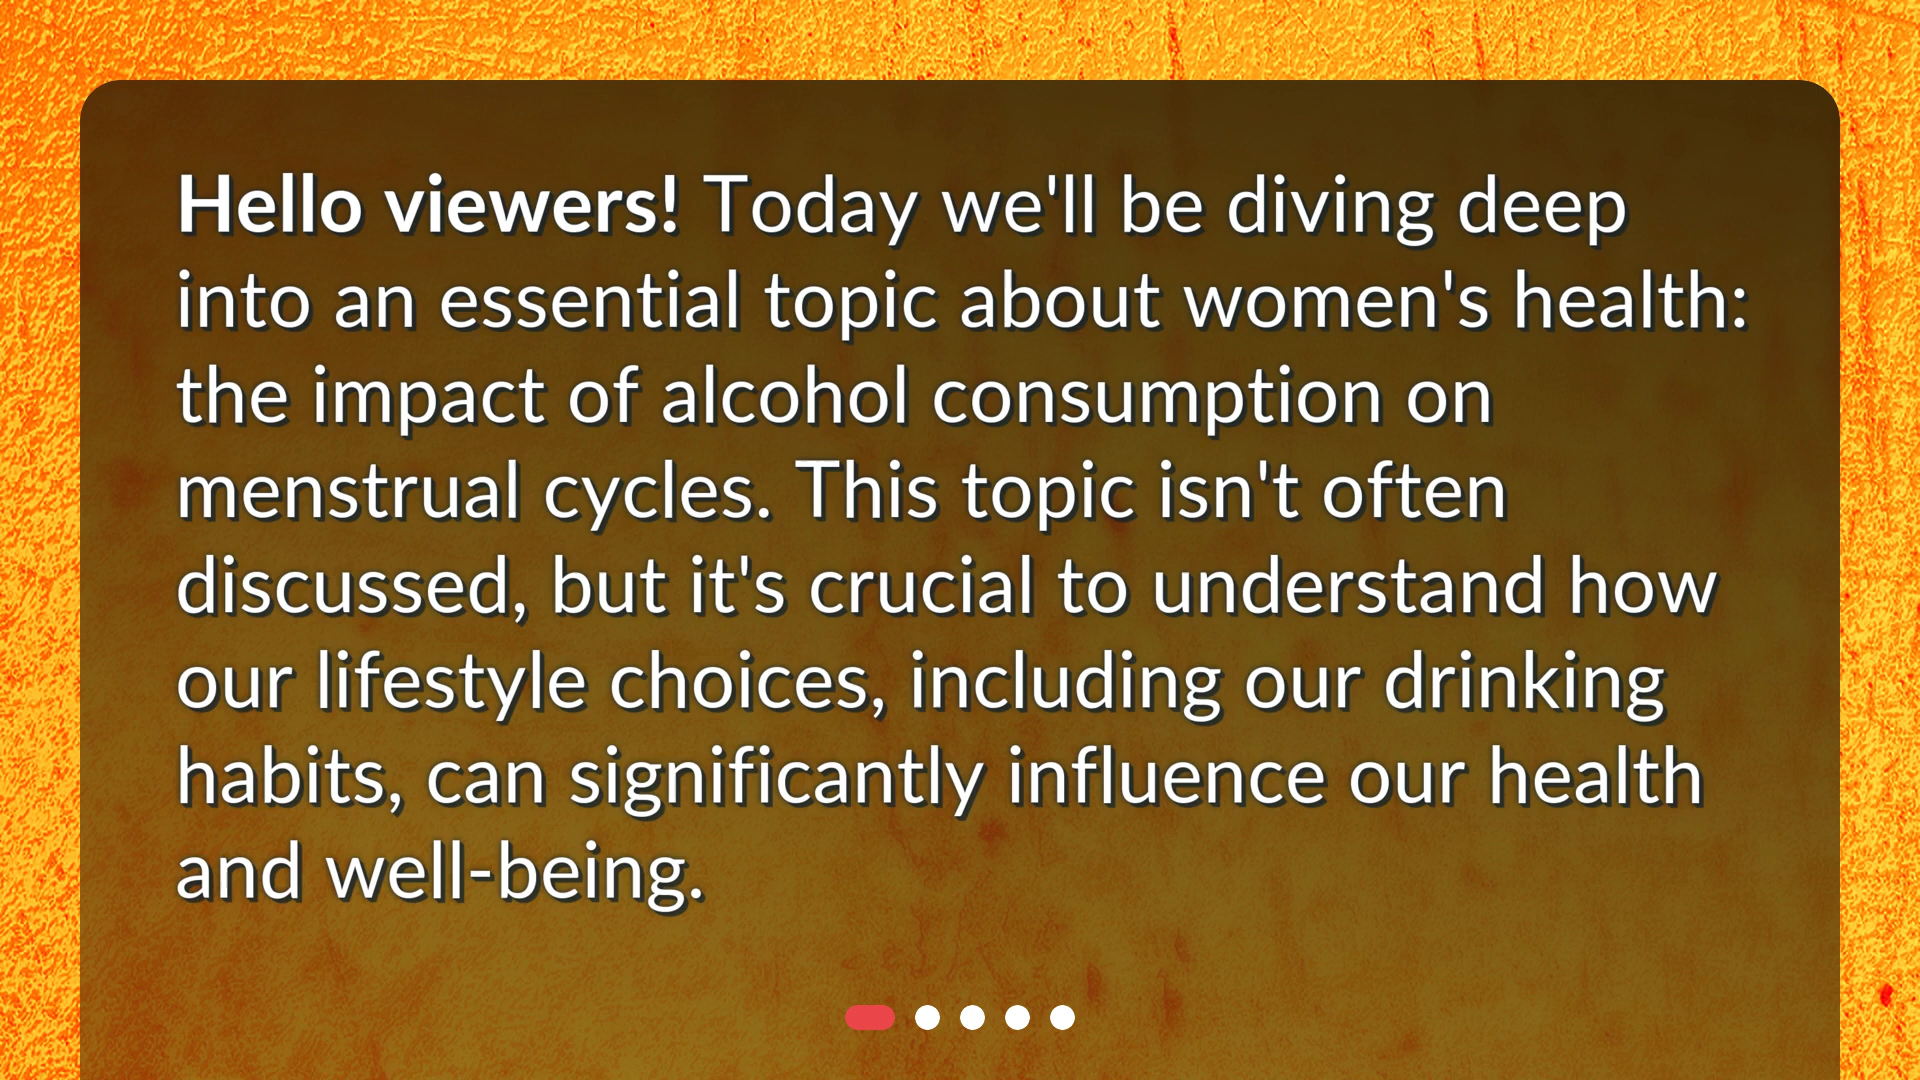 Hello viewers! Today we'll be diving deep
into an essential topic about women's health:
the impact of alcohol consumption on
menstrual cycles. This topic isn't often
discussed, but it's crucial to understand how
our lifestyle choices, including our drinking
habits, can significantly influence our health
and well-being.